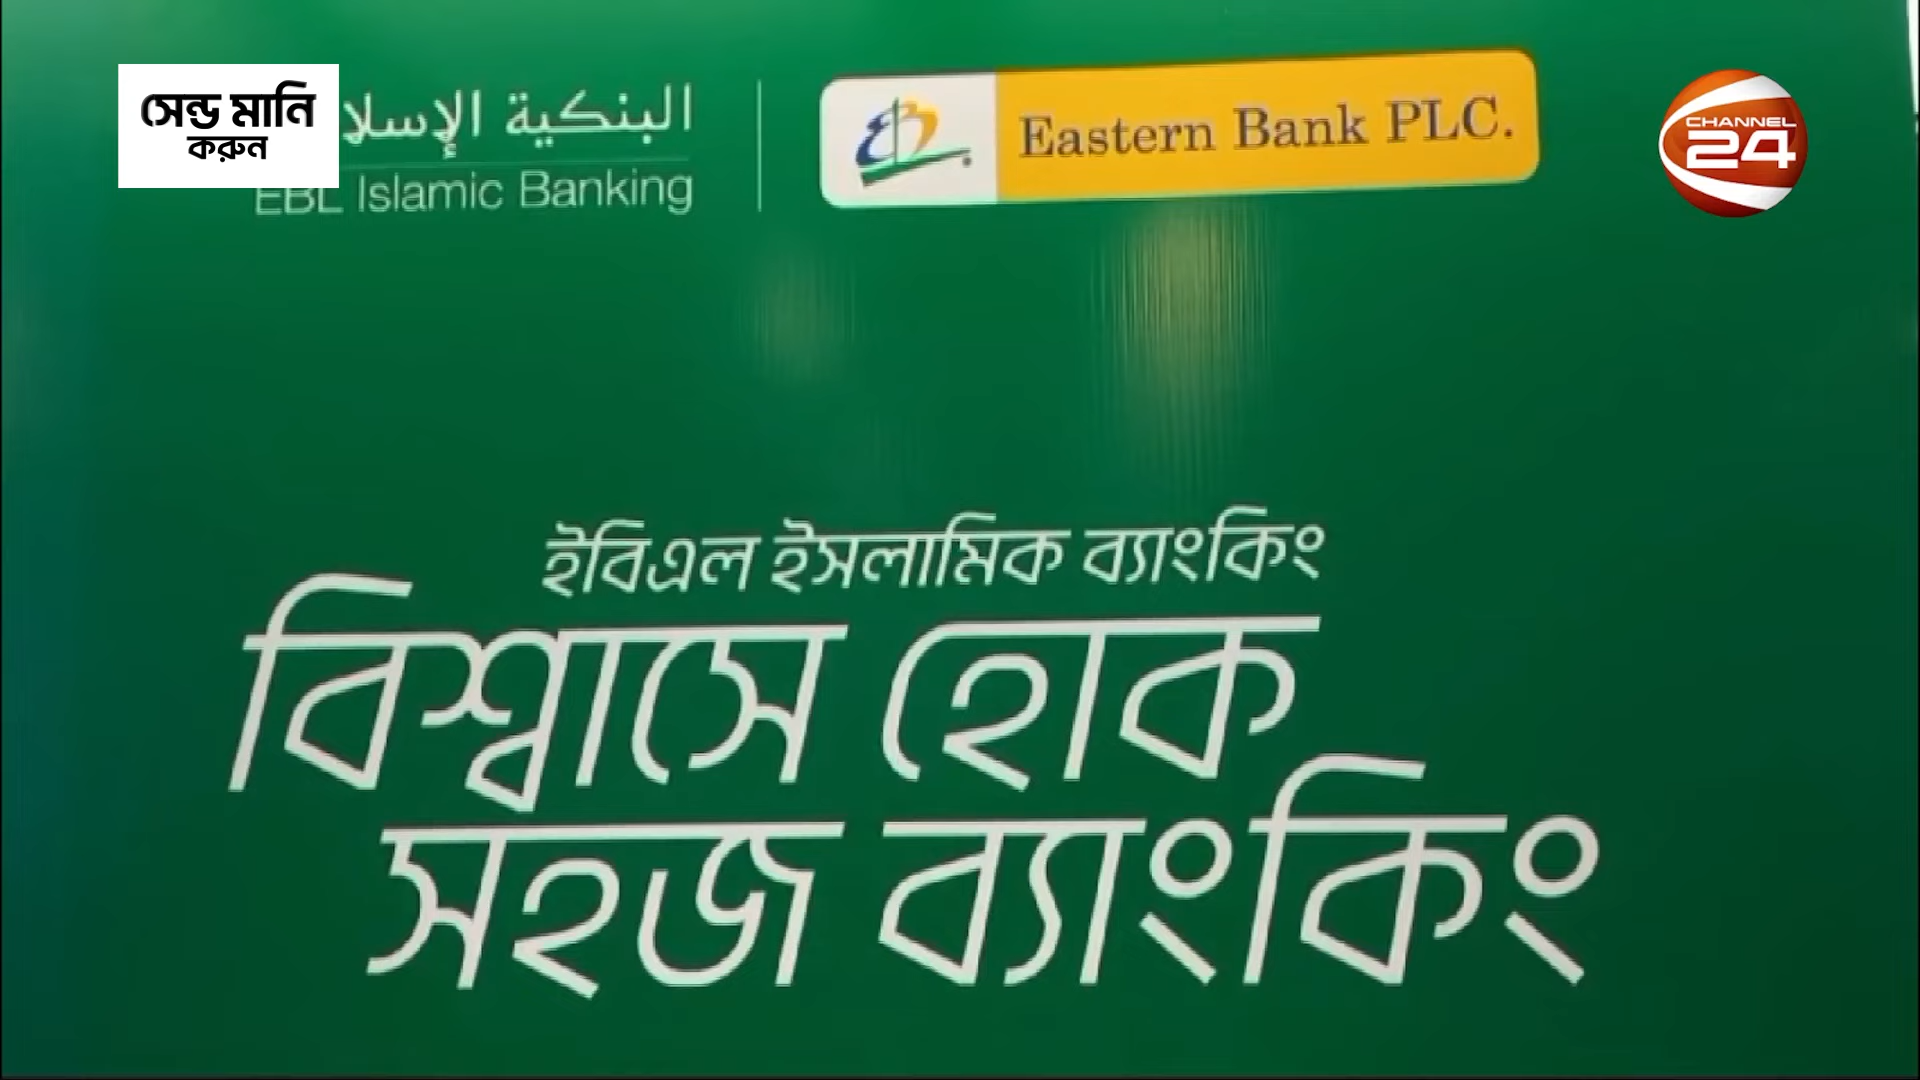 সেন্ড মানি
করুন
البنكية الإسلا
EBL Islamic Banking
Eastern Bank PLC.
CHANNEL
24
ইবিএল ইসলামিক ব্যাংকিং
বিশ্বাসে হোক
সহজ ব্যাংকিং